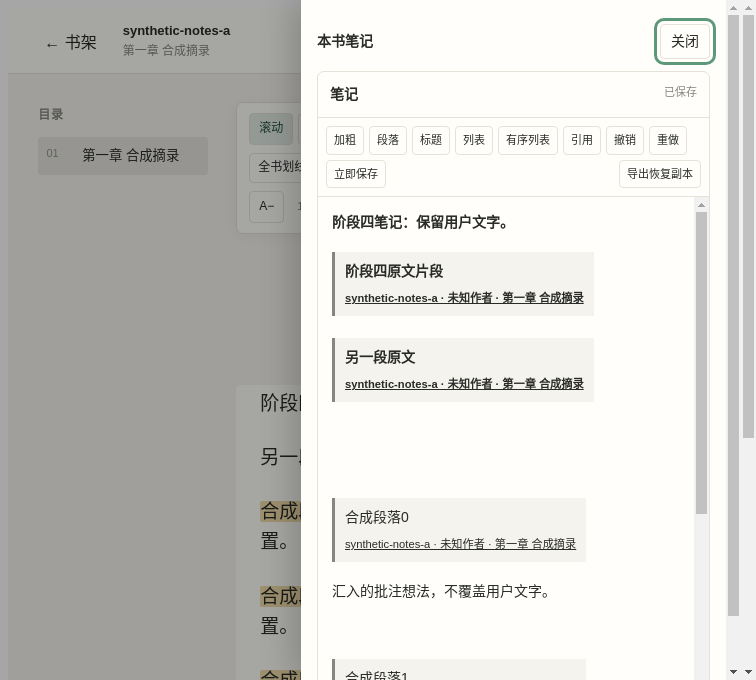 ← 书架
synthetic-notes-a
第一章 合成摘录
目录
01 第一章 合成摘录
滚动
全书划线
A−
阶段
另一
合成
置。
合成
置。
合成
本书笔记
关闭
笔记
已保存
加粗 段落 标题 列表 有序列表 引用 撤销 重做
立即保存 导出恢复副本
阶段四笔记：保留用户文字。
阶段四原文片段
synthetic-notes-a · 未知作者 · 第一章 合成摘录
另一段原文
synthetic-notes-a · 未知作者 · 第一章 合成摘录
合成段落0
synthetic-notes-a · 未知作者 · 第一章 合成摘录
汇入的批注想法，不覆盖用户文字。
合成段落1